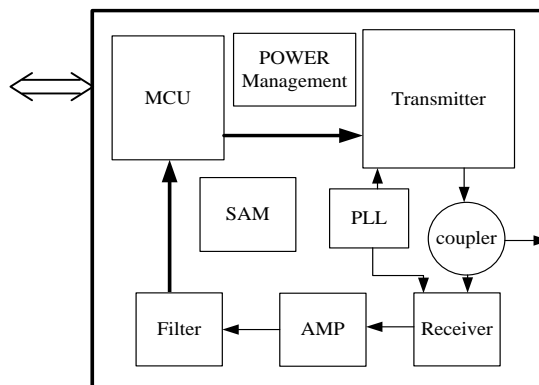 POWER
Management
MCU
Transmitter
SAM
PLL
coupler
Filter
AMP
Receiver